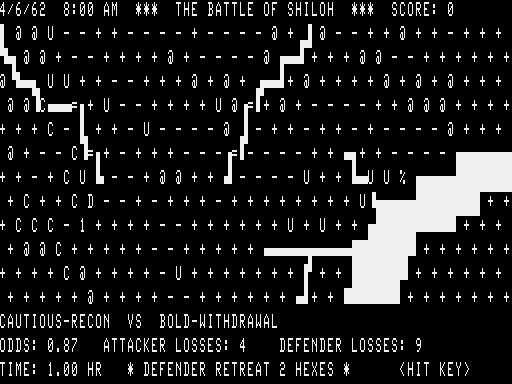 4/6/62 8:00 AM *** THE BATTLE OF SHILOH *** SCORE: 0
@ @ U - - + - - - - - - - - - @ + @ - - + + + + +
@ @ - - + - - - - - - - @ - @ @ - + + + + + +
@ U U + - - - - - + @ + @ + - - @ + @ + + + + +
@ @ C = + U - - - - - U @ = @ + - - - + + @ @ @ + +
+ + + C - + - - U - - - - @ - - - + - - - - - - @ + + +
@ + - - C = + - - - - - - = - - - + + - - + + +
+ - + + C U - - @ @ - - - - - - - U + + U U %
+ C + + C D - - - - + + + + + + + + + + + + + U + + + +
+ C C C - 1 - - - - + + + + + + + + U + U + + + + + + +
+ @ @ C + + + + + - - + + + + + + + + + + + +
+ + + + C @ - - - - - U + + + + + + + + + + + + + +
+ + + + + @ - - - - - + + + + + + + + + + + + +
CAUTIOUS-RECON VS BOLD-WITHDRAWAL
ODDS: 0.87 ATTACKER LOSSES: 4 DEFENDER LOSSES: 9
TIME: 1.00 HR * DEFENDER RETREAT 2 HEXES * <HIT KEY>